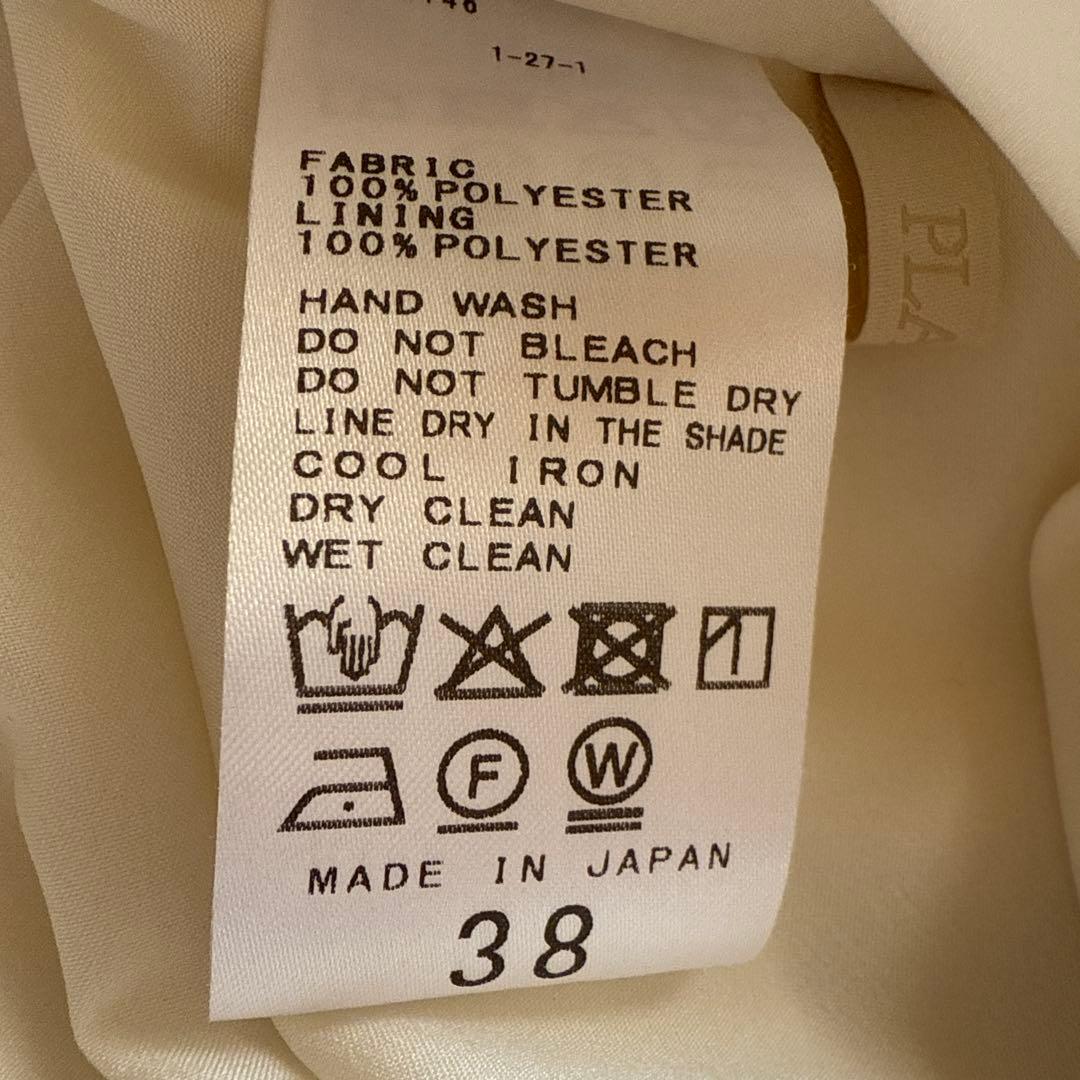 1-27-1
FABRIC
100% POLYESTER
LINING
100% POLYESTER
HAND WASH
DO NOT BLEACH
DO NOT TUMBLE DRY
LINE DRY IN THE SHADE
COOL IRON
DRY CLEAN
WET CLEAN
F W
MADE IN JAPAN
38
PLA